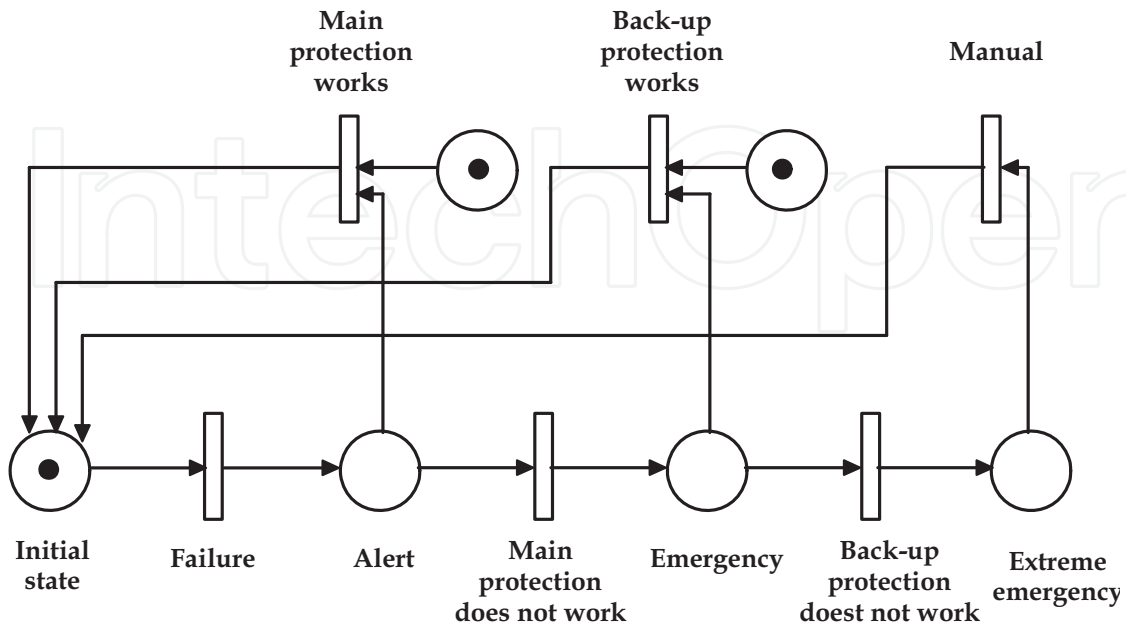 Main
protection
works
Back-up
protection
works
Manual
IntechOpen
Initial
state
Failure
Alert
Main
protection
does not work
Emergency
Back-up
protection
doest not work
Extreme
emergency